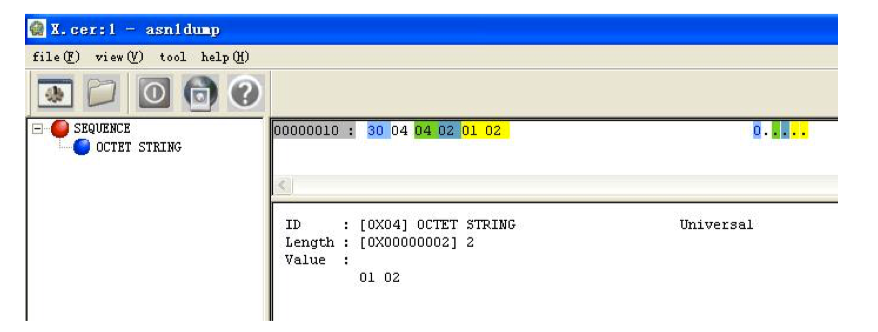 X.cer:1 - asn1dump
file(F) view(V) tool help(H)
SEQUENCE
OCTET STRING
00000010 : 30 04 04 02 01 02 0.....
ID : [0X04] OCTET STRING Universal
Length : [0X00000002] 2
Value :
01 02